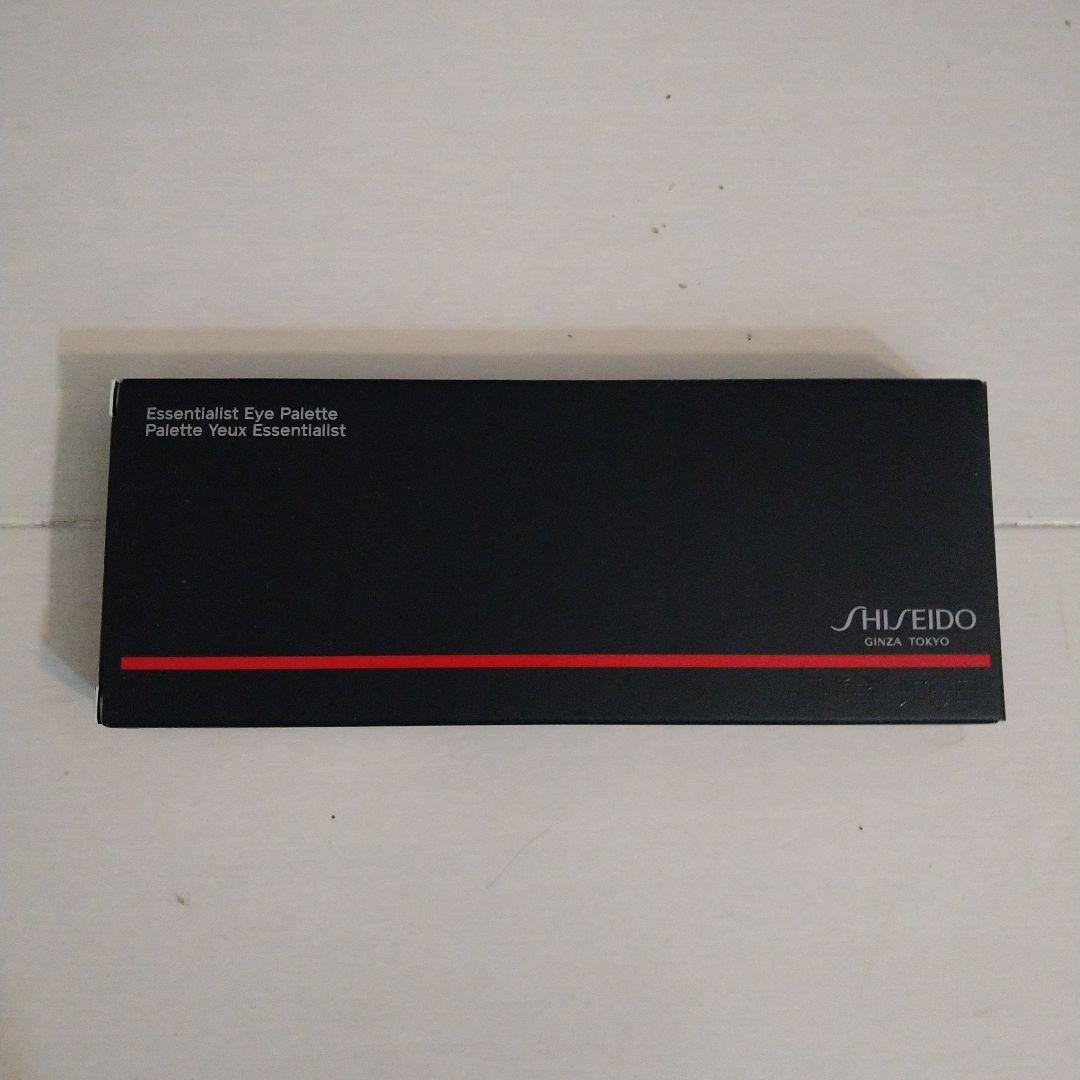 Essentialist Eye Palette
Palette Yeux Essentialist
SHISEIDO
GINZA TOKYO